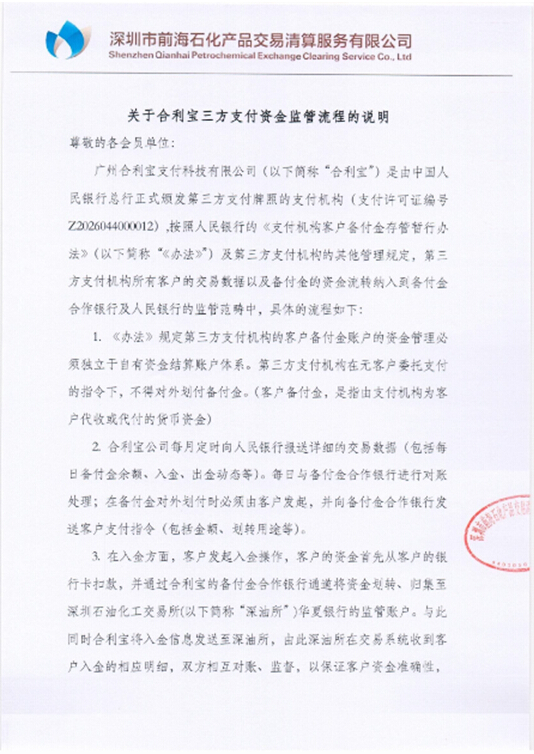 深圳市前海石化产品交易清算服务有限公司
Shenzhen Qianhai Petrochemical Exchange Clearing Service Co., Ltd
关于合利宝三方支付资金监管流程的说明
尊敬的各会员单位：
广州合利宝支付科技有限公司（以下简称“合利宝”）是由中国人
民银行总行正式颁发第三方支付牌照的支付机构（支付许可证编号
Z2026044000012），按照人民银行的《支付机构客户备付金存管暂行办
法》（以下简称“《办法》”）及第三方支付机构的其他管理规定，第三
方支付机构所有客户的交易数据以及备付金的资金流转纳入到备付金
合作银行及人民银行的监管范畴中，具体的流程如下：
1. 《办法》规定第三方支付机构的客户备付金账户的资金管理必
须独立于自有资金结算账户体系。第三方支付机构在无客户委托支付
的指令下，不得对外划付备付金。（客户备付金，是指由支付机构为客
户代收或代付的货币资金）
2. 合利宝公司每月定时向人民银行报送详细的交易数据（包括每
日备付金余额、入金、出金动态等）。每日与备付金合作银行进行对账
处理；在备付金对外划付时必须由客户发起，并向备付金合作银行发
送客户支付指令（包括金额、划转用途等）。
3. 在入金方面，客户发起入金操作，客户的资金首先从客户的银
行卡扣款，并通过合利宝的备付金合作银行通道将资金划转、归集至
深圳石油化工交易所(以下简称“深油所”)华夏银行的监管账户。与此
同时合利宝将入金信息发送至深油所，由此深油所在交易系统收到客
户入金的相应明细，双方相互对账、监督，以保证客户资金准确性，